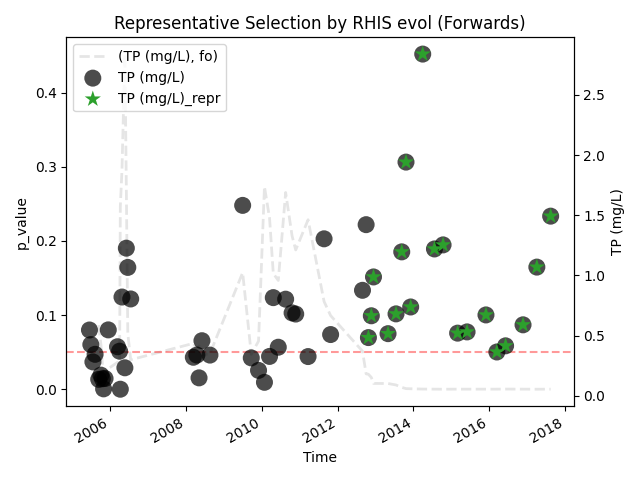 Representative Selection by RHIS evol (Forwards)
(TP (mg/L), fo)
TP (mg/L)
TP (mg/L)_repr
p_value
0.4
0.3
0.2
0.1
0.0
TP (mg/L)
2.5
2.0
1.5
1.0
0.5
0.0
2006
2008
2010
2012
2014
2016
2018
Time